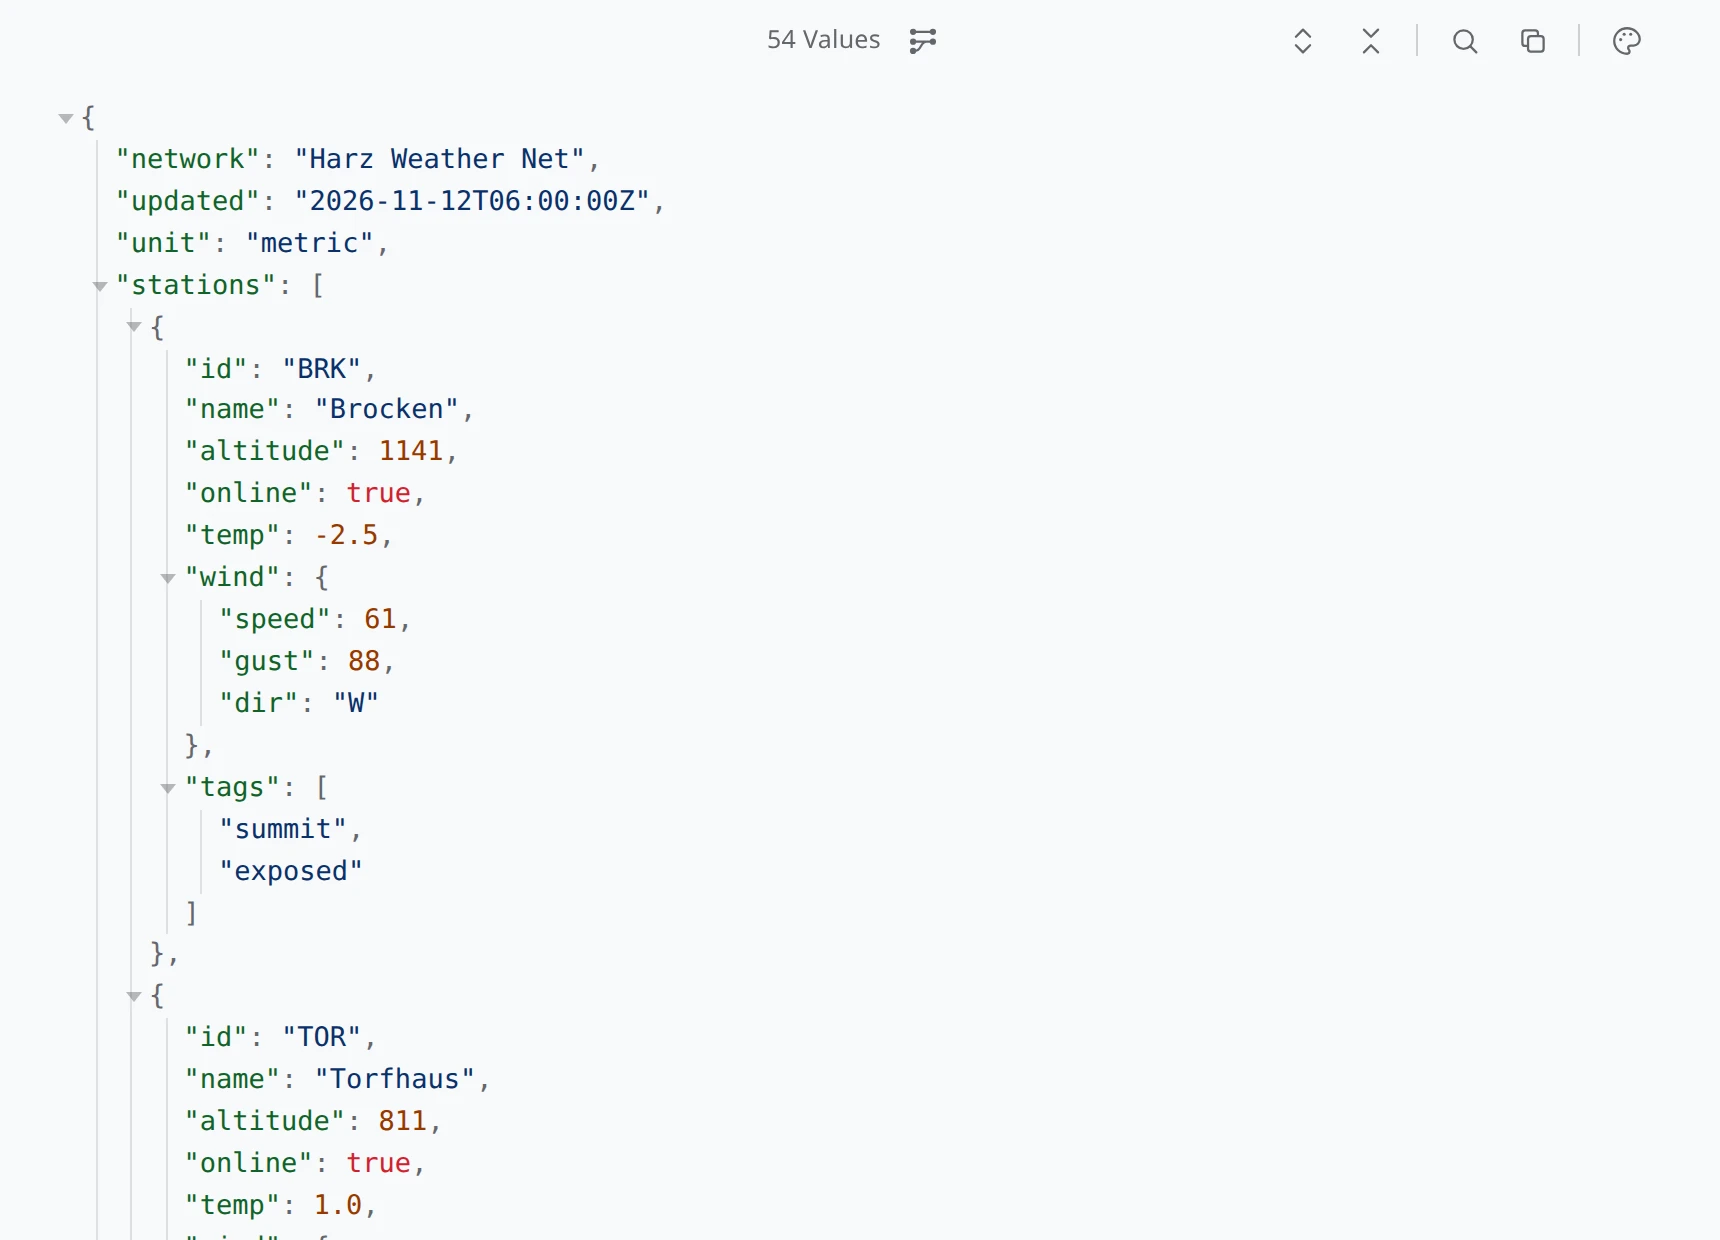 54 Values
{
"network": "Harz Weather Net",
"updated": "2026-11-12T06:00:00Z",
"unit": "metric",
"stations": [
{
"id": "BRK",
"name": "Brocken",
"altitude": 1141,
"online": true,
"temp": -2.5,
"wind": {
"speed": 61,
"gust": 88,
"dir": "W"
},
"tags": [
"summit",
"exposed"
]
},
{
"id": "TOR",
"name": "Torfhaus",
"altitude": 811,
"online": true,
"temp": 1.0,